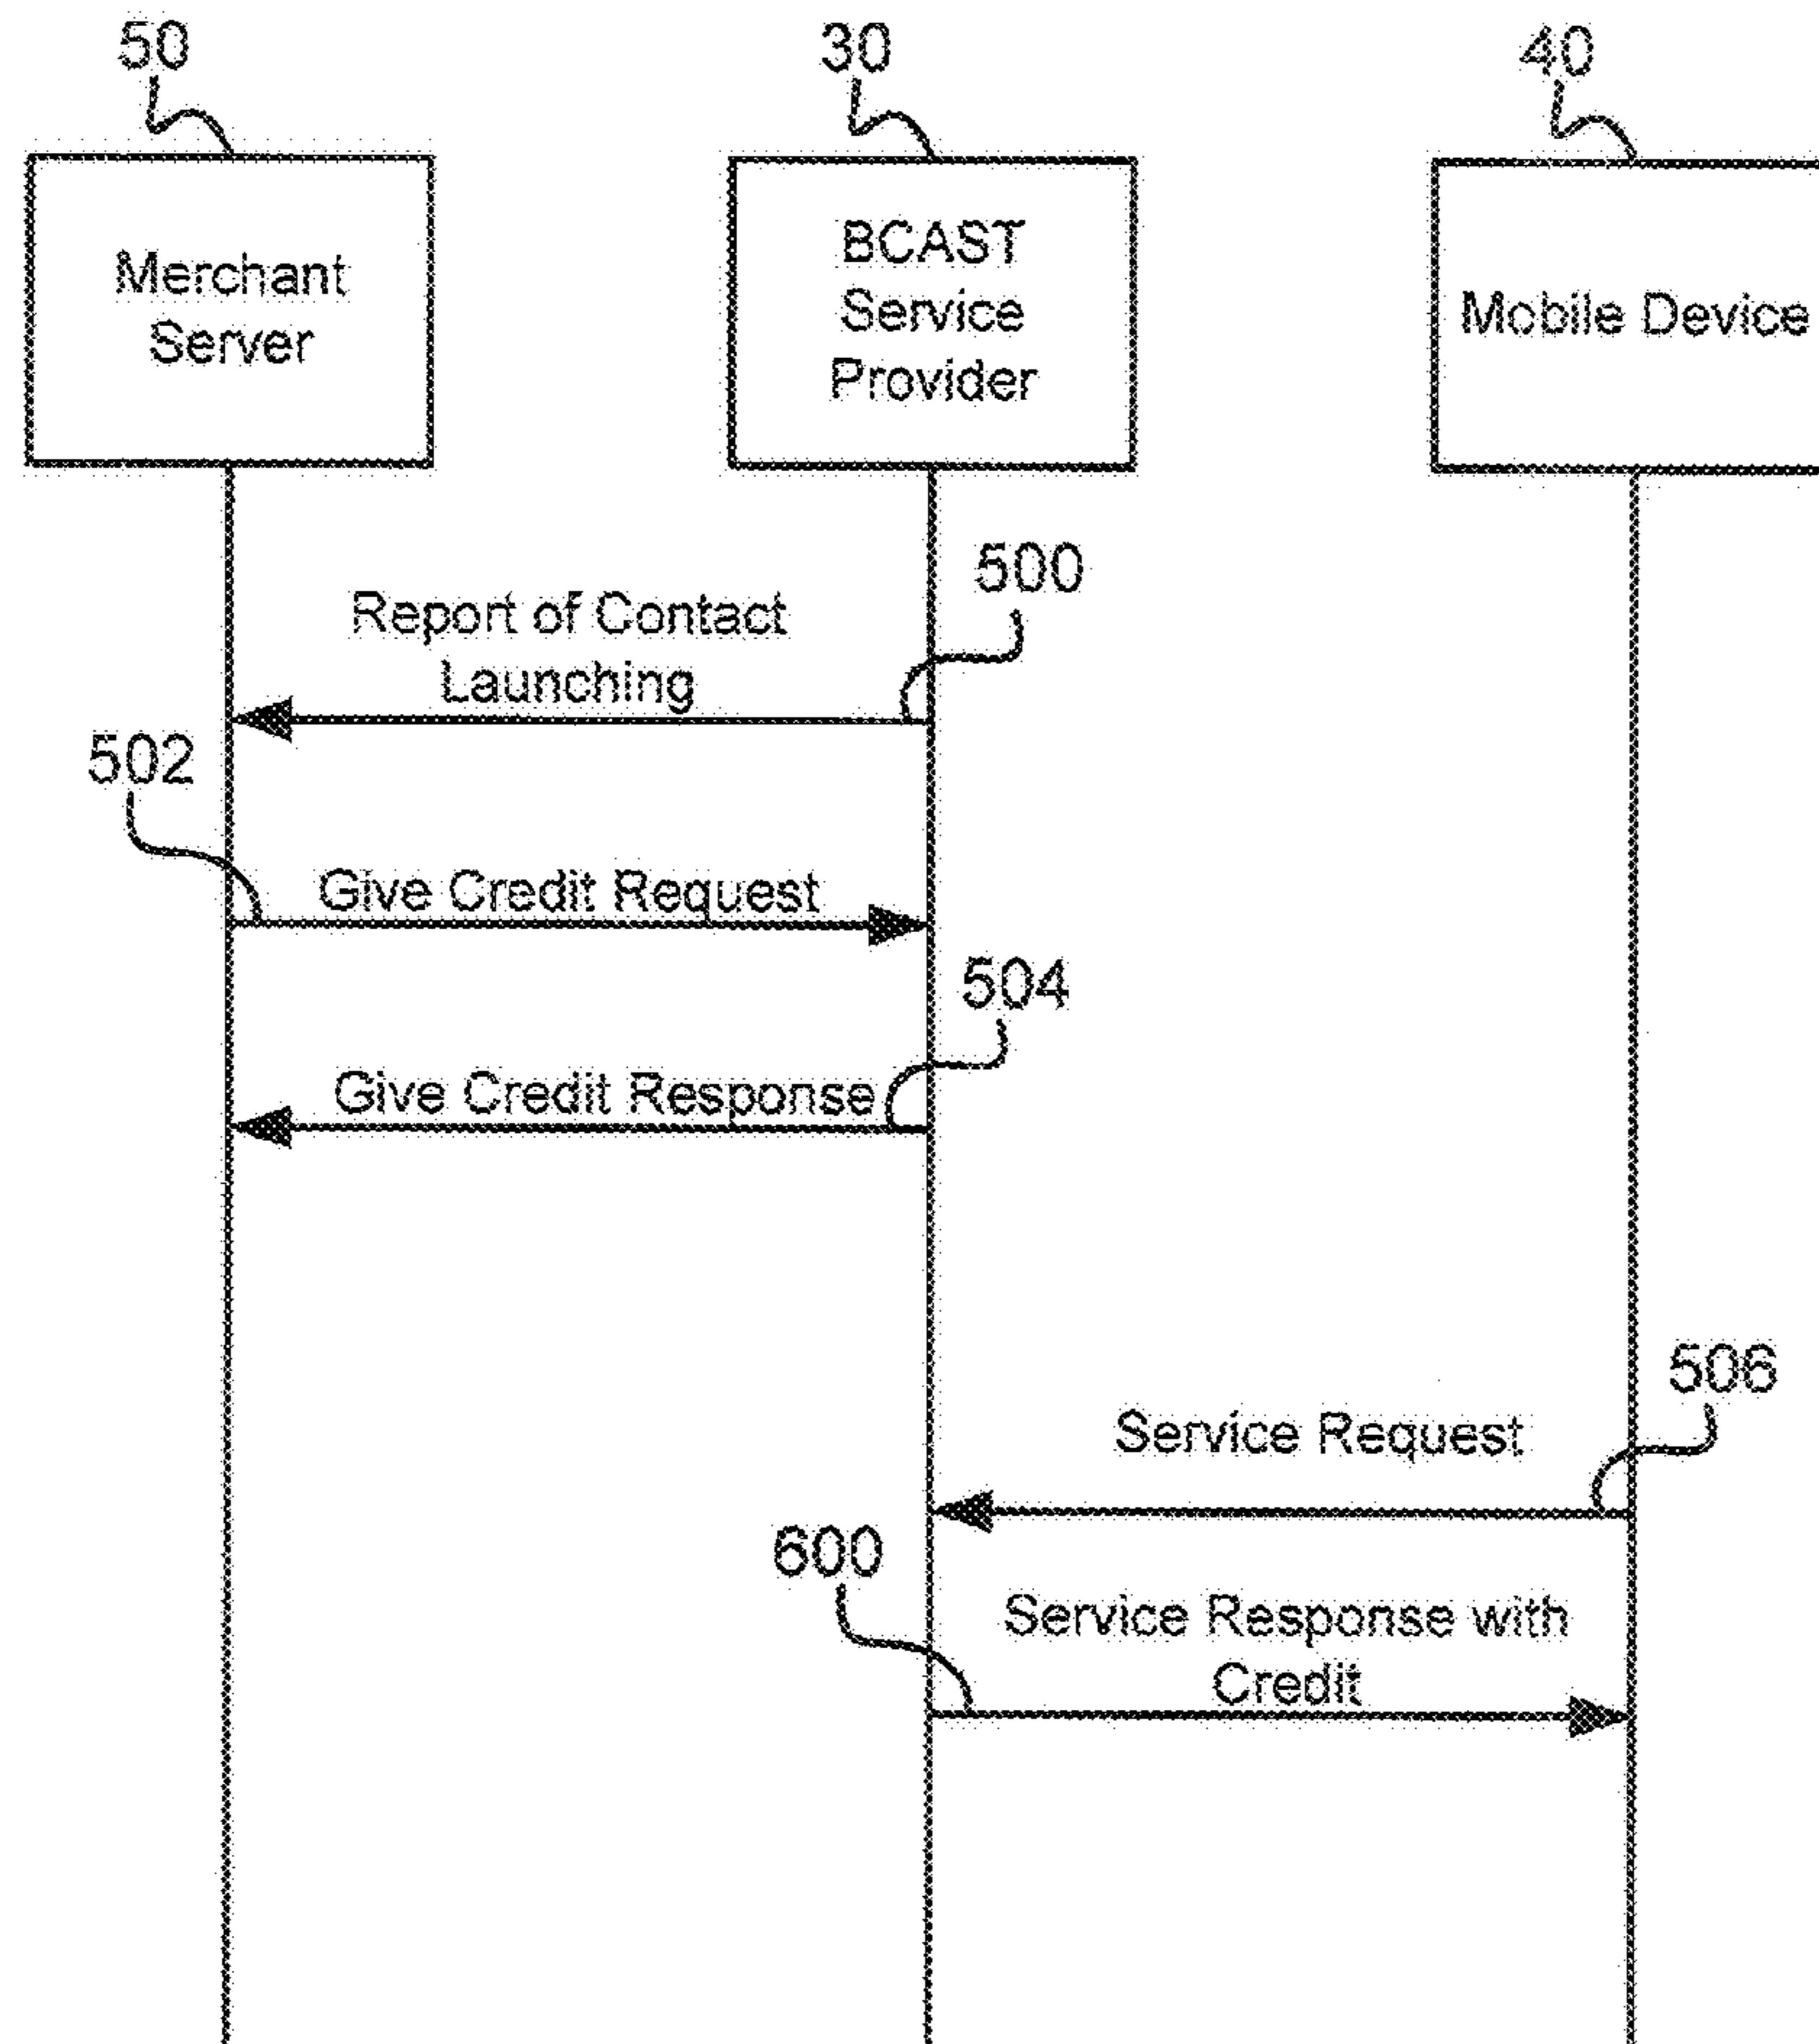 50
30
40
Merchant
Server
BCAST
Service
Provider
Mobile Device
500
Report of Contact
Launching
502
Give Credit Request
504
Give Credit Response
506
Service Request
600
Service Response with
Credit